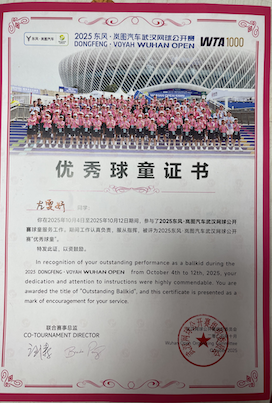 东风·岚图汽车
2025东风·岚图汽车武汉网球公开赛
DONGFENG·VOYAH WUHAN OPEN
WTA1000
优秀球童证书
同学:
你在2025年10月4日至2025年10月12日期间,参与了2025东风·岚图汽车武汉网球公开
赛球童服务工作,期间工作认真负责,服从指挥,被评为2025东风·岚图汽车武汉网球公开
赛“优秀球童”。
特发此证,以资鼓励。
In recognition of your outstanding performance as a ballkid during the
2025 DONGFENG·VOYAH WUHAN OPEN from October 4th to 12th, 2025, your
dedication and attention to instructions were highly commendable. You are
awarded the title of "Outstanding Ballkid", and this certificate is presented as a
mark of encouragement for your service.
联合赛事总监
CO-TOURNAMENT DIRECTOR